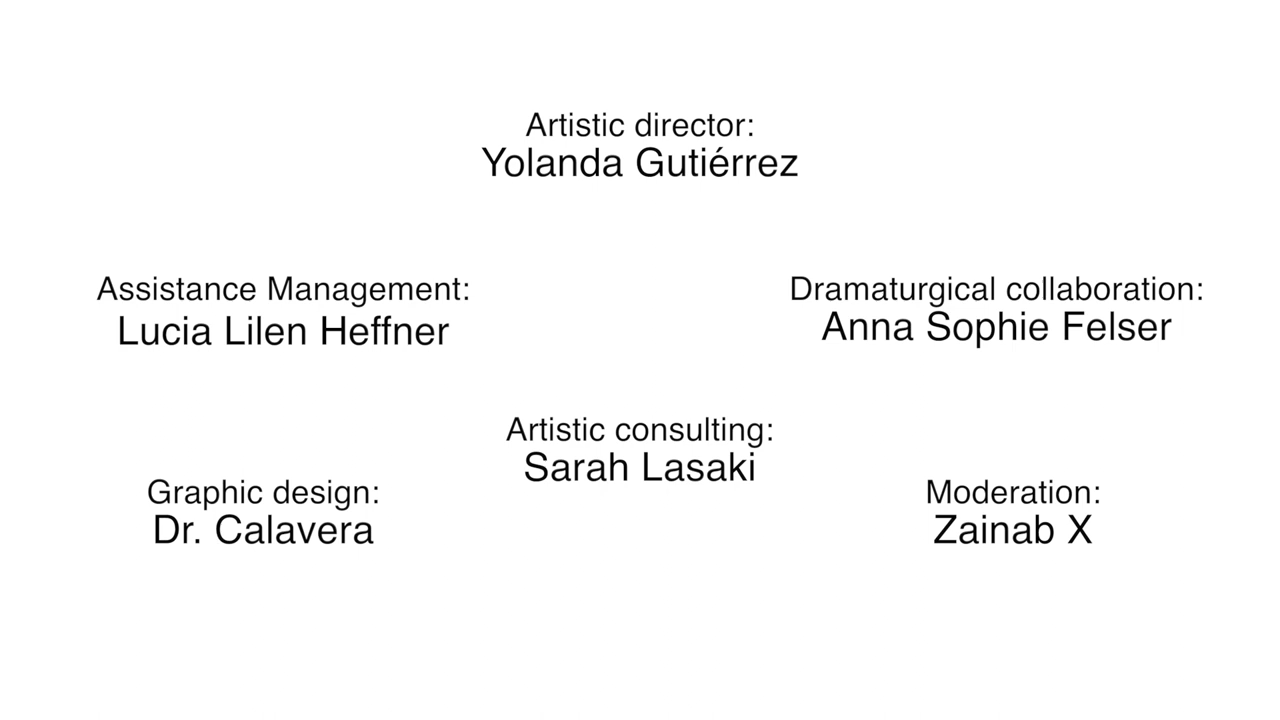 Artistic director:
Yolanda Gutiérrez
Assistance Management:
Lucia Lilen Heffner
Dramaturgical collaboration:
Anna Sophie Felser
Artistic consulting:
Sarah Lasaki
Graphic design:
Dr. Calavera
Moderation:
Zainab X